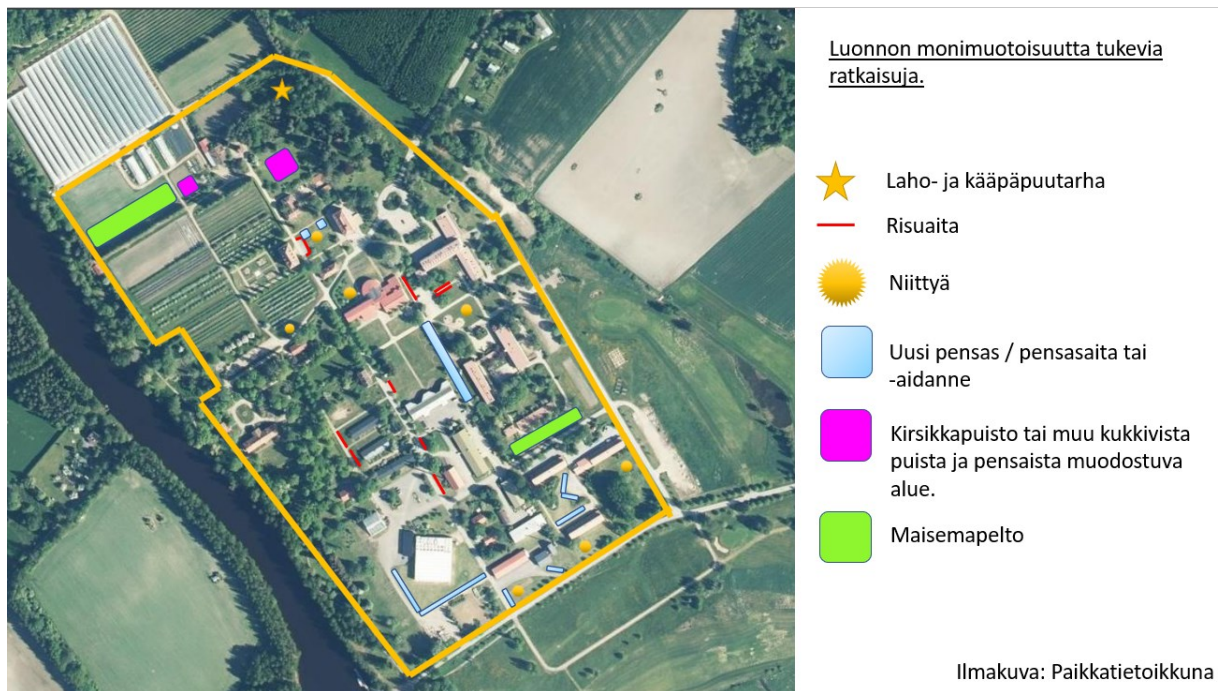 Luonnon monimuotoisuutta tukevia
ratkaisuja.
Laho- ja kääpäpuutarha
Risuaita
Niittyä
Uusi pensas / pensasaita tai
-aidanne
Kirsikkapuisto tai muu kukkivista
puista ja pensaista muodostuva
alue.
Maisemapelto
Ilmakuva: Paikkatietoikkuna